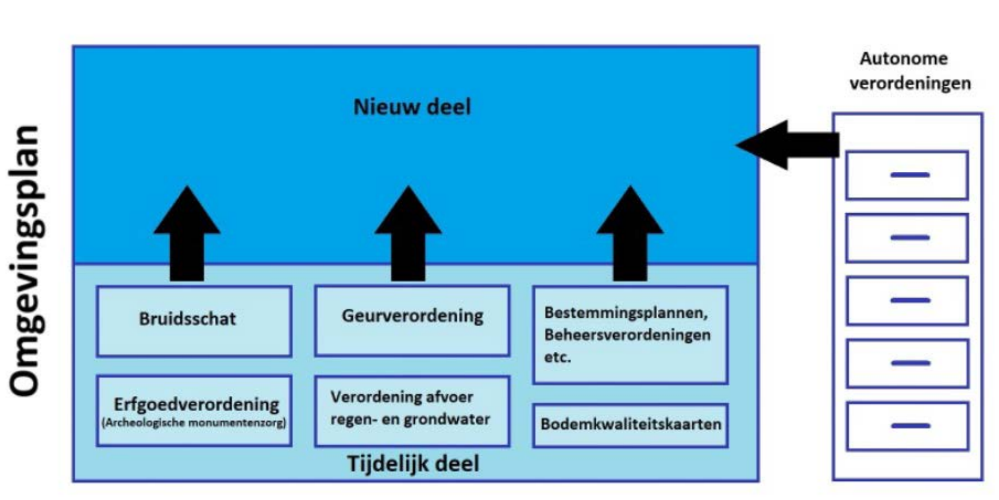 Omgevingsplan
Nieuw deel
Autonome
verordeningen
Bruidsschat
Geurverordening
Bestemmingsplannen,
Beheersverordeningen
etc.
Erfgoedverordening
(Archeologische monumentenzorg)
Verordening afvoer
regen- en grondwater
Bodemkwaliteitskaarten
Tijdelijk deel